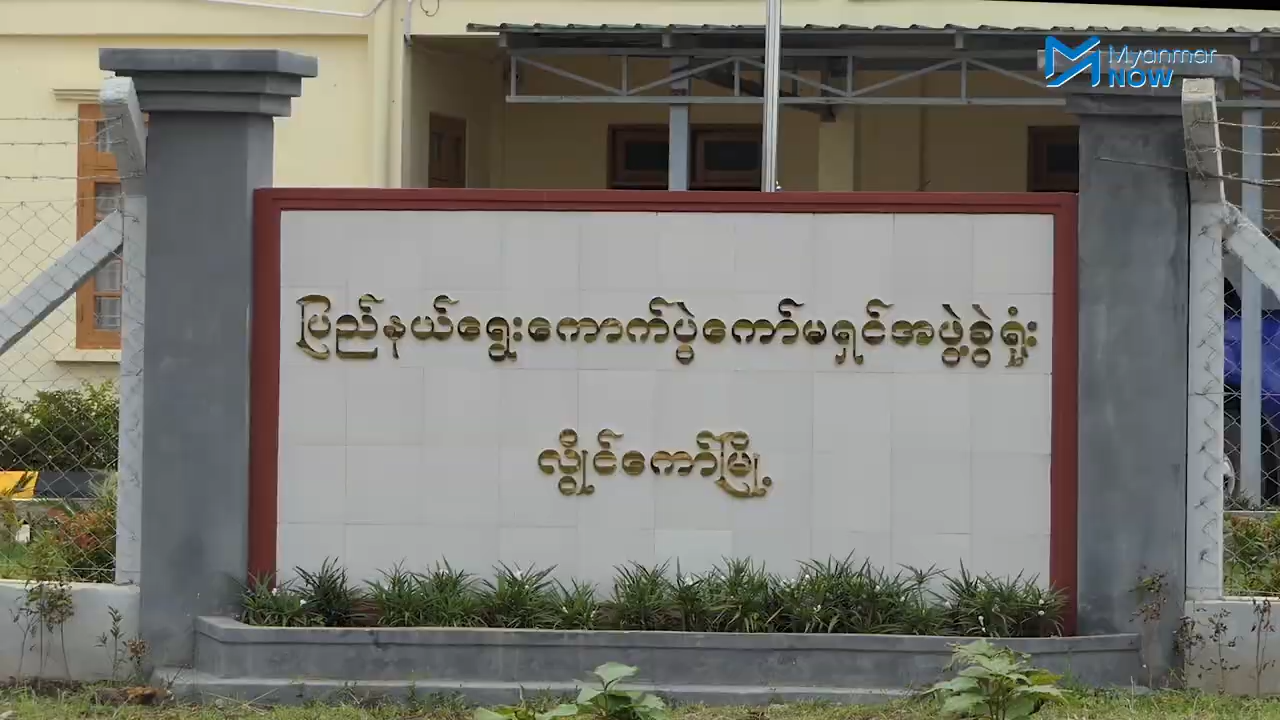 Myanmar
NOW
ပြည်နယ်ရွေးကောက်ပွဲကော်မရှင်အဖွဲ့ခွဲရုံး
လွိုင်ကော်မြို့